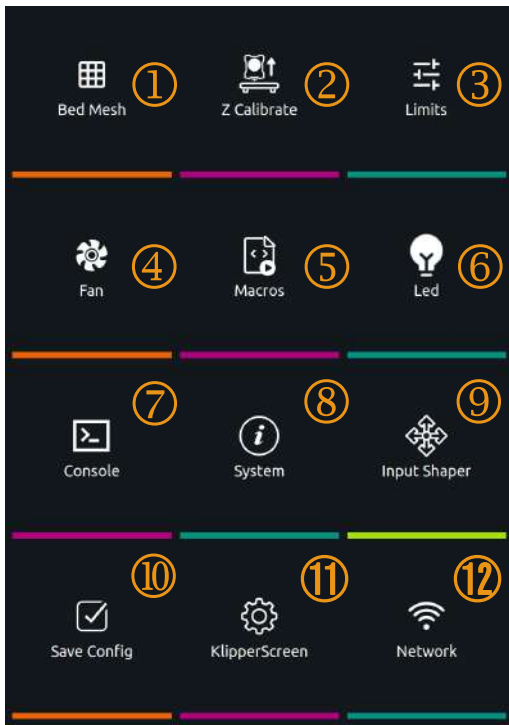 ① ② ③
Bed Mesh Z Calibrate Limits
④ ⑤ ⑥
Fan Macros Led
⑦ ⑧ ⑨
Console System Input Shaper
⑩ ⑪ ⑫
Save Config KlipperScreen Network